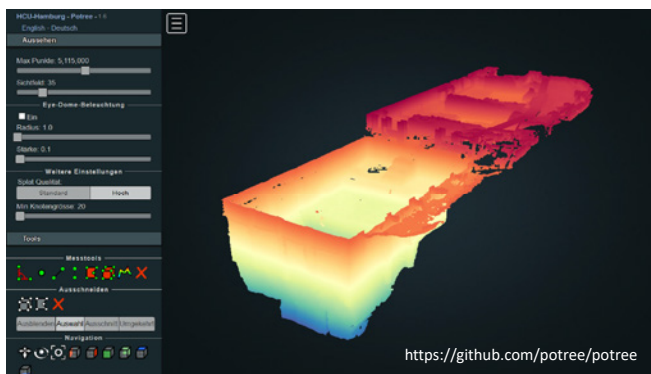 HCU-Hamburg - Potree - 1.6
English - Deutsch
Aussehen
Max Punkte: 5,115,000
Sichtfeld: 35
Eye-Dome-Beleuchtung
Ein
Radius: 1.0
Stärke: 0.1
Weitere Einstellungen
Splat Qualität:
Standard Hoch
Min Knotengrösse: 20
Tools
Messtools
Ausschneiden
Ausblenden Auswahl Ausschnitt Umgekehrt
Navigation
https://github.com/potree/potree